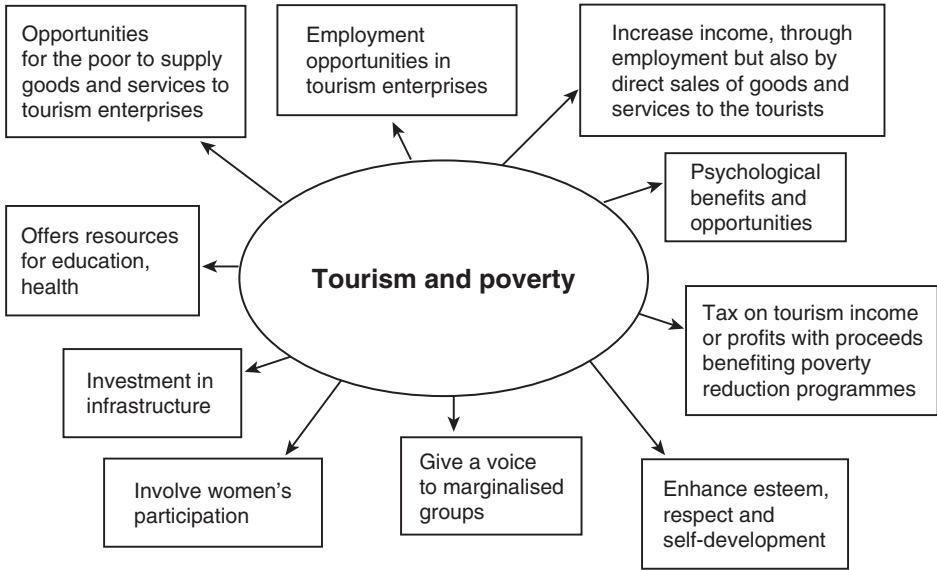 Opportunities
for the poor to supply
goods and services to
tourism enterprises
Employment
opportunities in
tourism enterprises
Increase income, through
employment but also by
direct sales of goods and
services to the tourists
Psychological
benefits and
opportunities
Offers resources
for education,
health
Tourism and poverty
Tax on tourism income
or profits with proceeds
benefiting poverty
reduction programmes
Investment in
infrastructure
Involve women's
participation
Give a voice
to marginalised
groups
Enhance esteem,
respect and
self-development